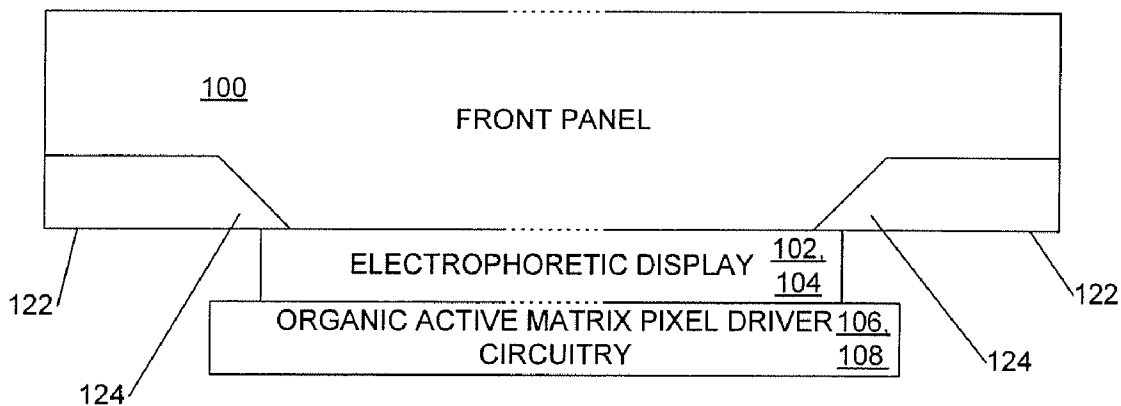 100
FRONT PANEL
ELECTROPHORETIC DISPLAY 102,
104
ORGANIC ACTIVE MATRIX PIXEL DRIVER 106,
CIRCUITRY 108
122
124
122
124